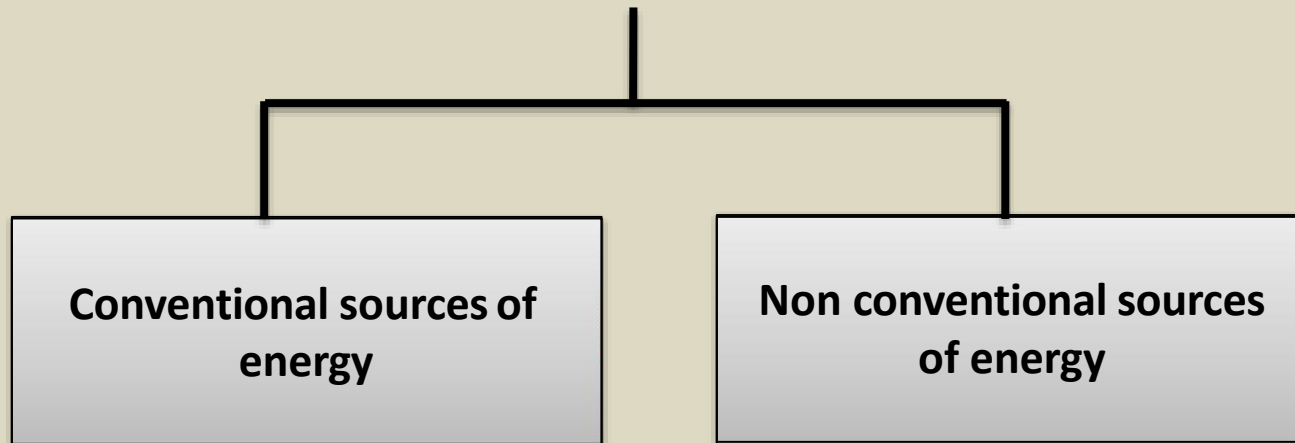 Conventional sources of
energy
Non conventional sources
of energy